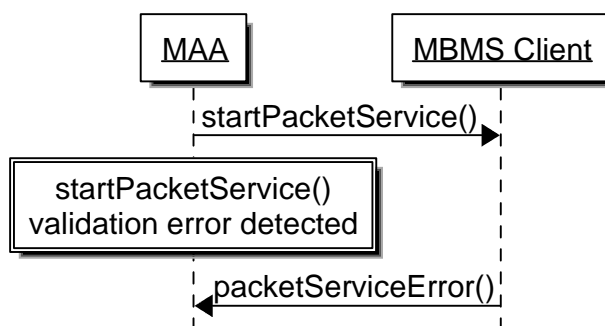 MAA
MBMS Client
startPacketService()
startPacketService()
validation error detected
packetServiceError()